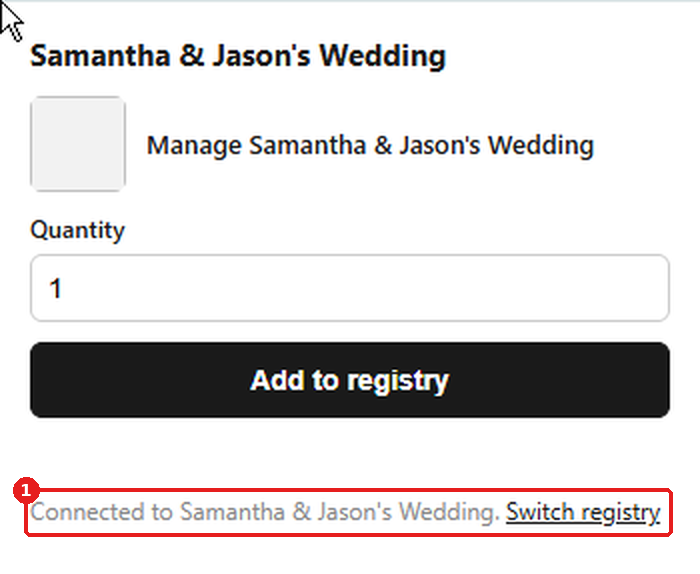 Samantha & Jason's Wedding
Manage Samantha & Jason's Wedding
Quantity
1
Add to registry
1
Connected to Samantha & Jason's Wedding. Switch registry